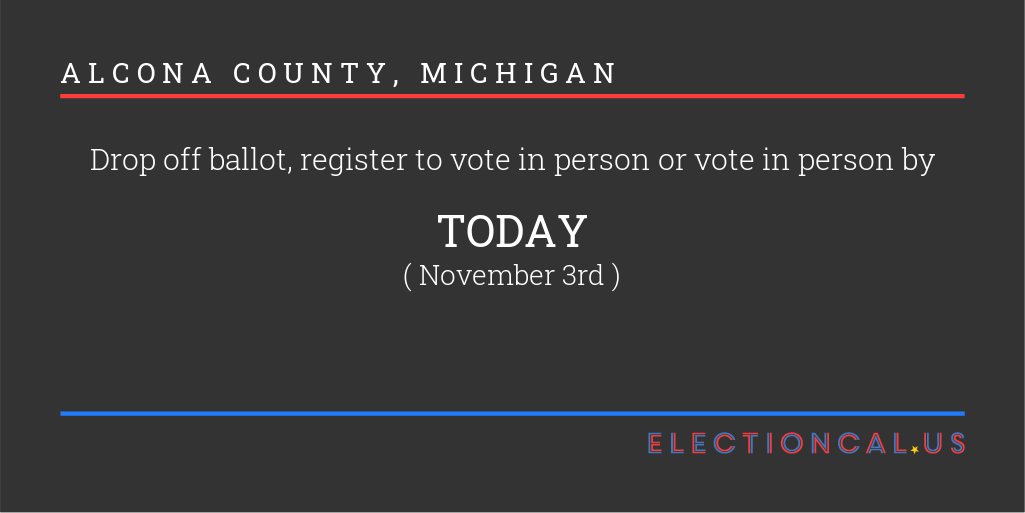 ALCONA COUNTY, MICHIGAN
Drop off ballot, register to vote in person or vote in person by
TODAY
( November 3rd )
ELECTIONCAL.US